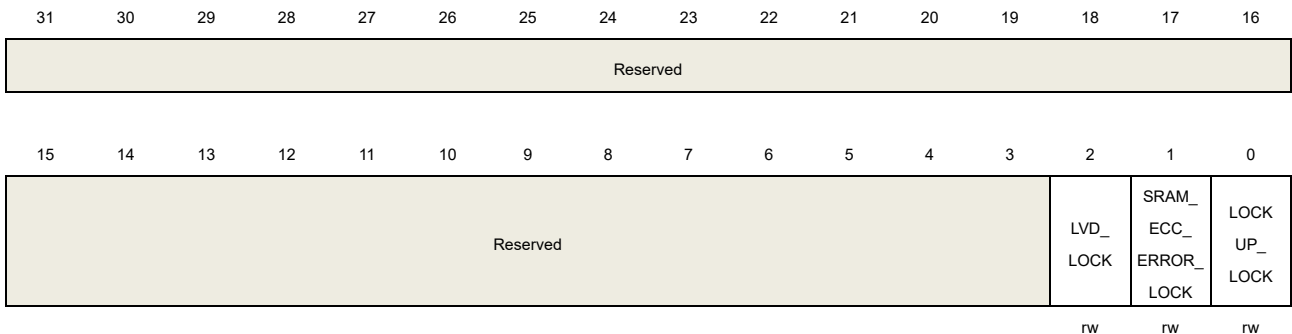 31 30 29 28 27 26 25 24 23 22 21 20 19 18 17 16
Reserved
15 14 13 12 11 10 9 8 7 6 5 4 3 2 1 0
Reserved
LVD_
LOCK
SRAM_
ECC_
ERROR_
LOCK
LOCK
UP_
LOCK
rw rw rw